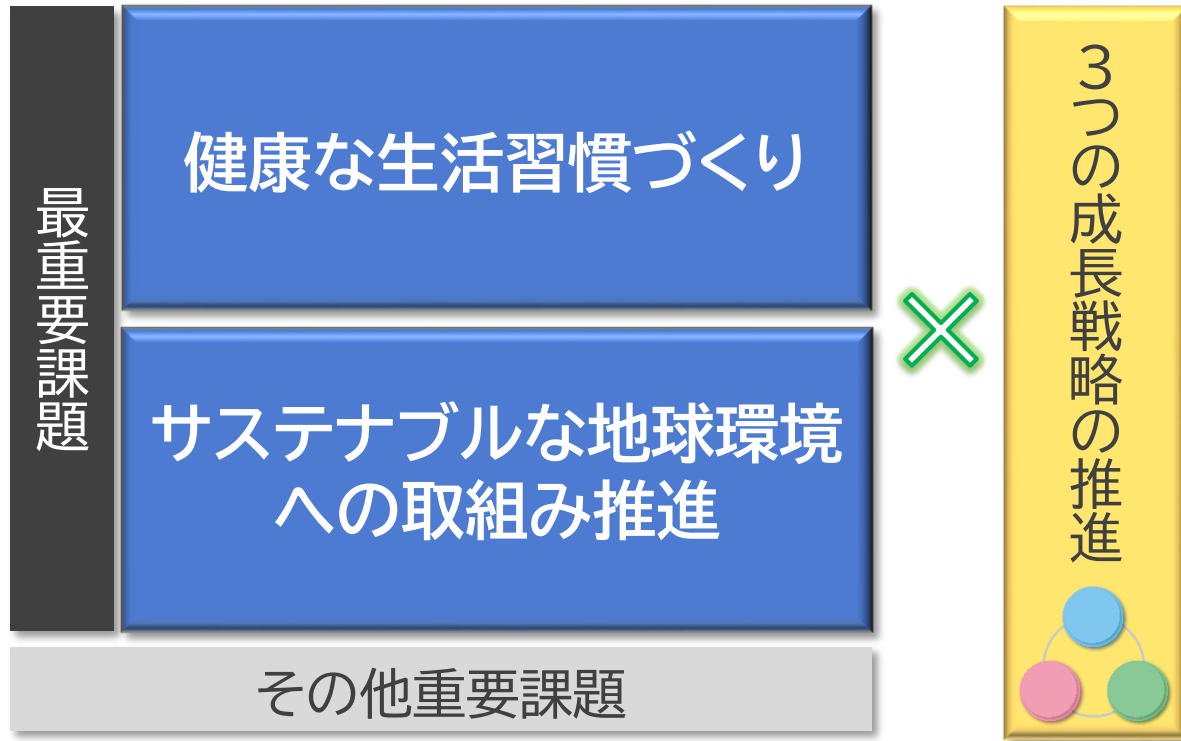 最重要課題
健康な生活習慣づくり
サステナブルな地球環境
への取組み推進
その他重要課題
3つの成長戦略の推進